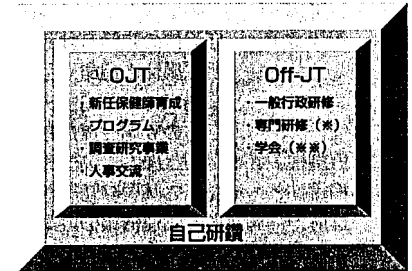 OJT
・新任保健師育成
・プログラム
・調査研究事業
・人事交流
Off-JT
・一般行政研修
・専門研修（※）
・学会（※※）
自己研鑽